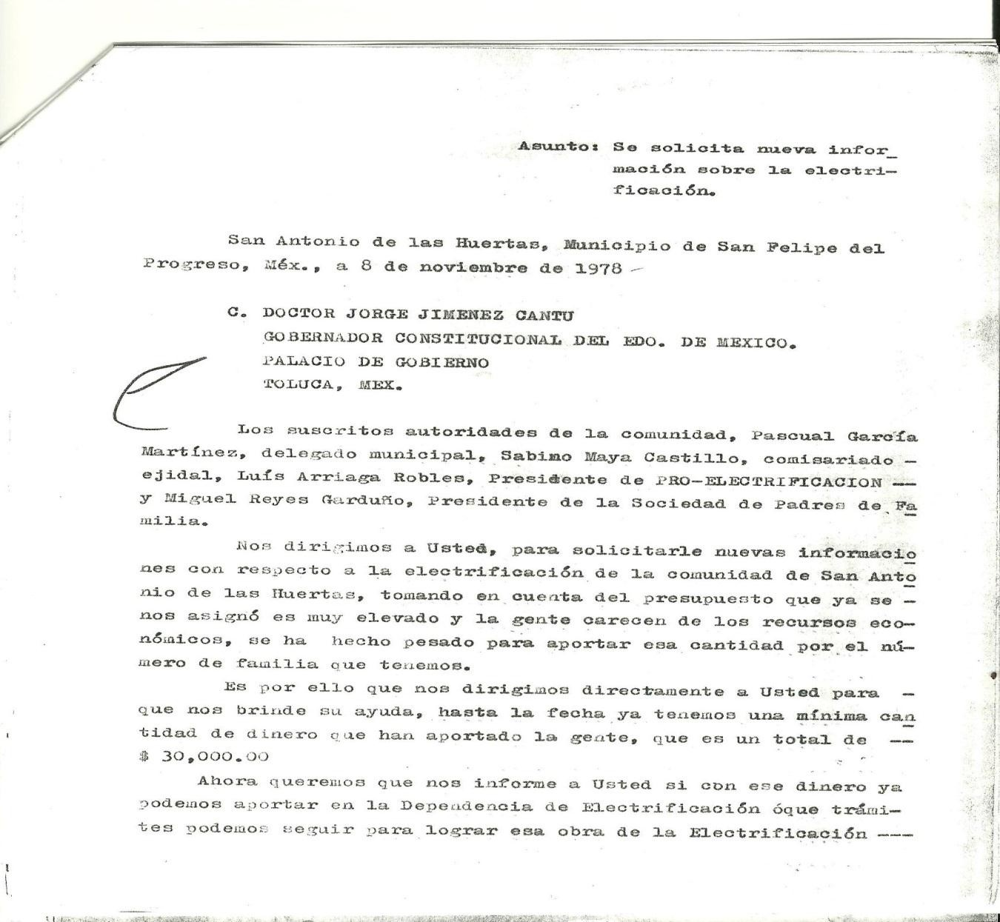 Asunto: Se solicita nueva infor_
mación sobre la electri-
ficación.
San Antonio de las Huertas, Municipio de San Felipe del
Progreso, Méx., a 8 de noviembre de 1978 -
C. DOCTOR JORGE JIMENEZ CANTU
GOBERNADOR CONSTITUCIONAL DEL EDO. DE MEXICO.
PALACIO DE GOBIERNO
TOLUCA, MEX.
Los suscritos autoridades de la comunidad, Pascual García
Martínez, delegado municipal, Sabino Maya Castillo, comisariado -
ejidal, Luís Arriaga Robles, Presidente de PRO-ELECTRIFICACION --
y Miguel Reyes Garduño, Presidente de la Sociedad de Padres de Fa
milia.
Nos dirigimos a Usted, para solicitarle nuevas informacio
nes con respecto a la electrificación de la comunidad de San Anto
nio de las Huertas, tomando en cuenta del presupuesto que ya se -
nos asignó es muy elevado y la gente carecen de los recursos eco-
nómicos, se ha hecho pesado para aportar esa cantidad por el nú-
mero de familia que tenemos.
Es por ello que nos dirigimos directamente a Usted para -
que nos brinde su ayuda, hasta la fecha ya tenemos una mínima can
tidad de dinero que han aportado la gente, que es un total de --
$ 30,000.00
Ahora queremos que nos informe a Usted si con ese dinero ya
podemos aportar en la Dependencia de Electrificación óque trámi-
tes podemos seguir para lograr esa obra de la Electrificación ---